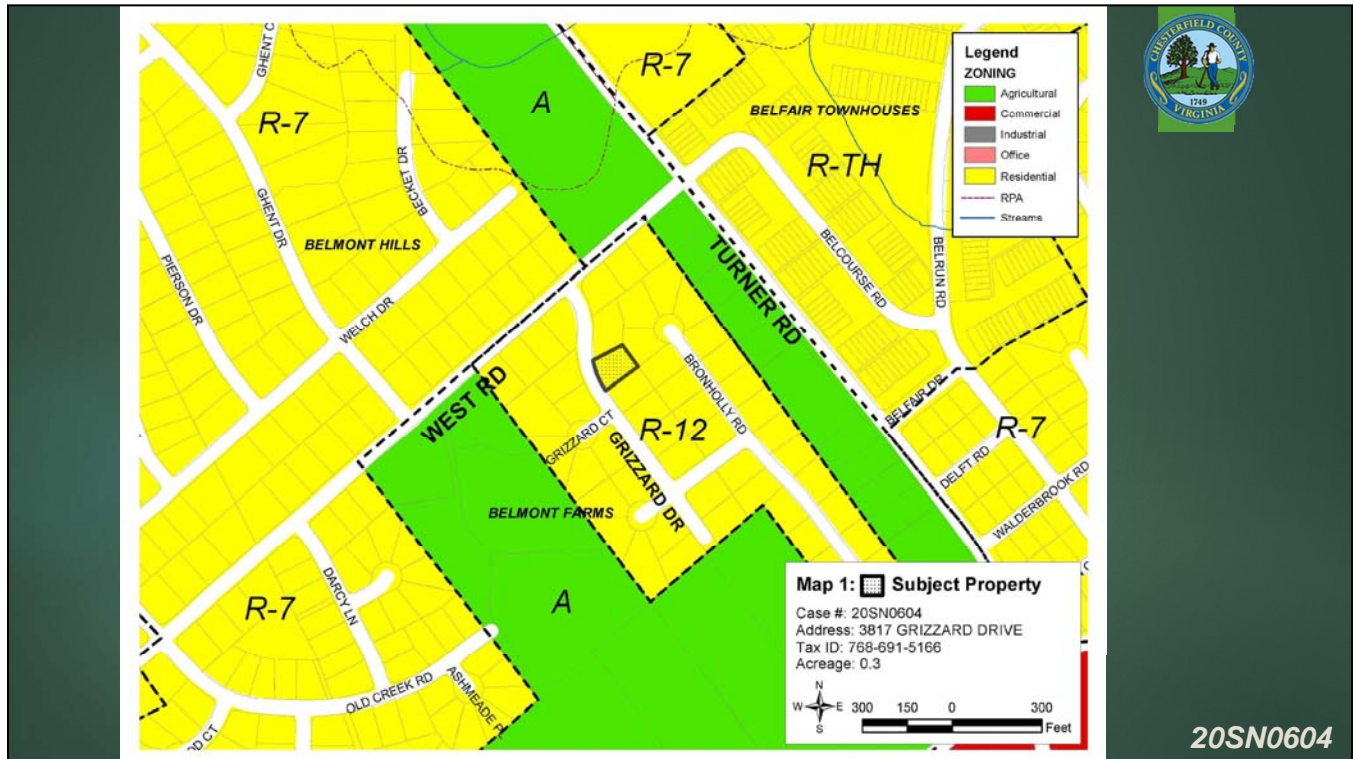 GHENT C
R-7
A
R-7
BELFAIR TOWNHOUSES
R-TH
BECKET DR
GHENT DR
BELMONT HILLS
PIERSON DR
WELCH DR
TURNER RD
BELCOURSE RD
BELRUN RD
WEST RD
BRONHOLLY RD
GRIZZARD CT
R-12
GRIZZARD DR
BELFAIR DR
R-7
DELFT RD
WALDERBROOK RD
BELMONT FARMS
A
R-7
DARCY LN
OLD CREEK RD
ASHMEADE R
OD CT
Legend
ZONING
Agricultural
Commercial
Industrial
Office
Residential
RPA
Streams
Map 1: Subject Property
Case #: 20SN0604
Address: 3817 GRIZZARD DRIVE
Tax ID: 768-691-5166
Acreage: 0.3
N
W E
S
300 150 0 300
Feet
CHESTERFIELD COUNTY
1749
VIRGINIA
20SN0604